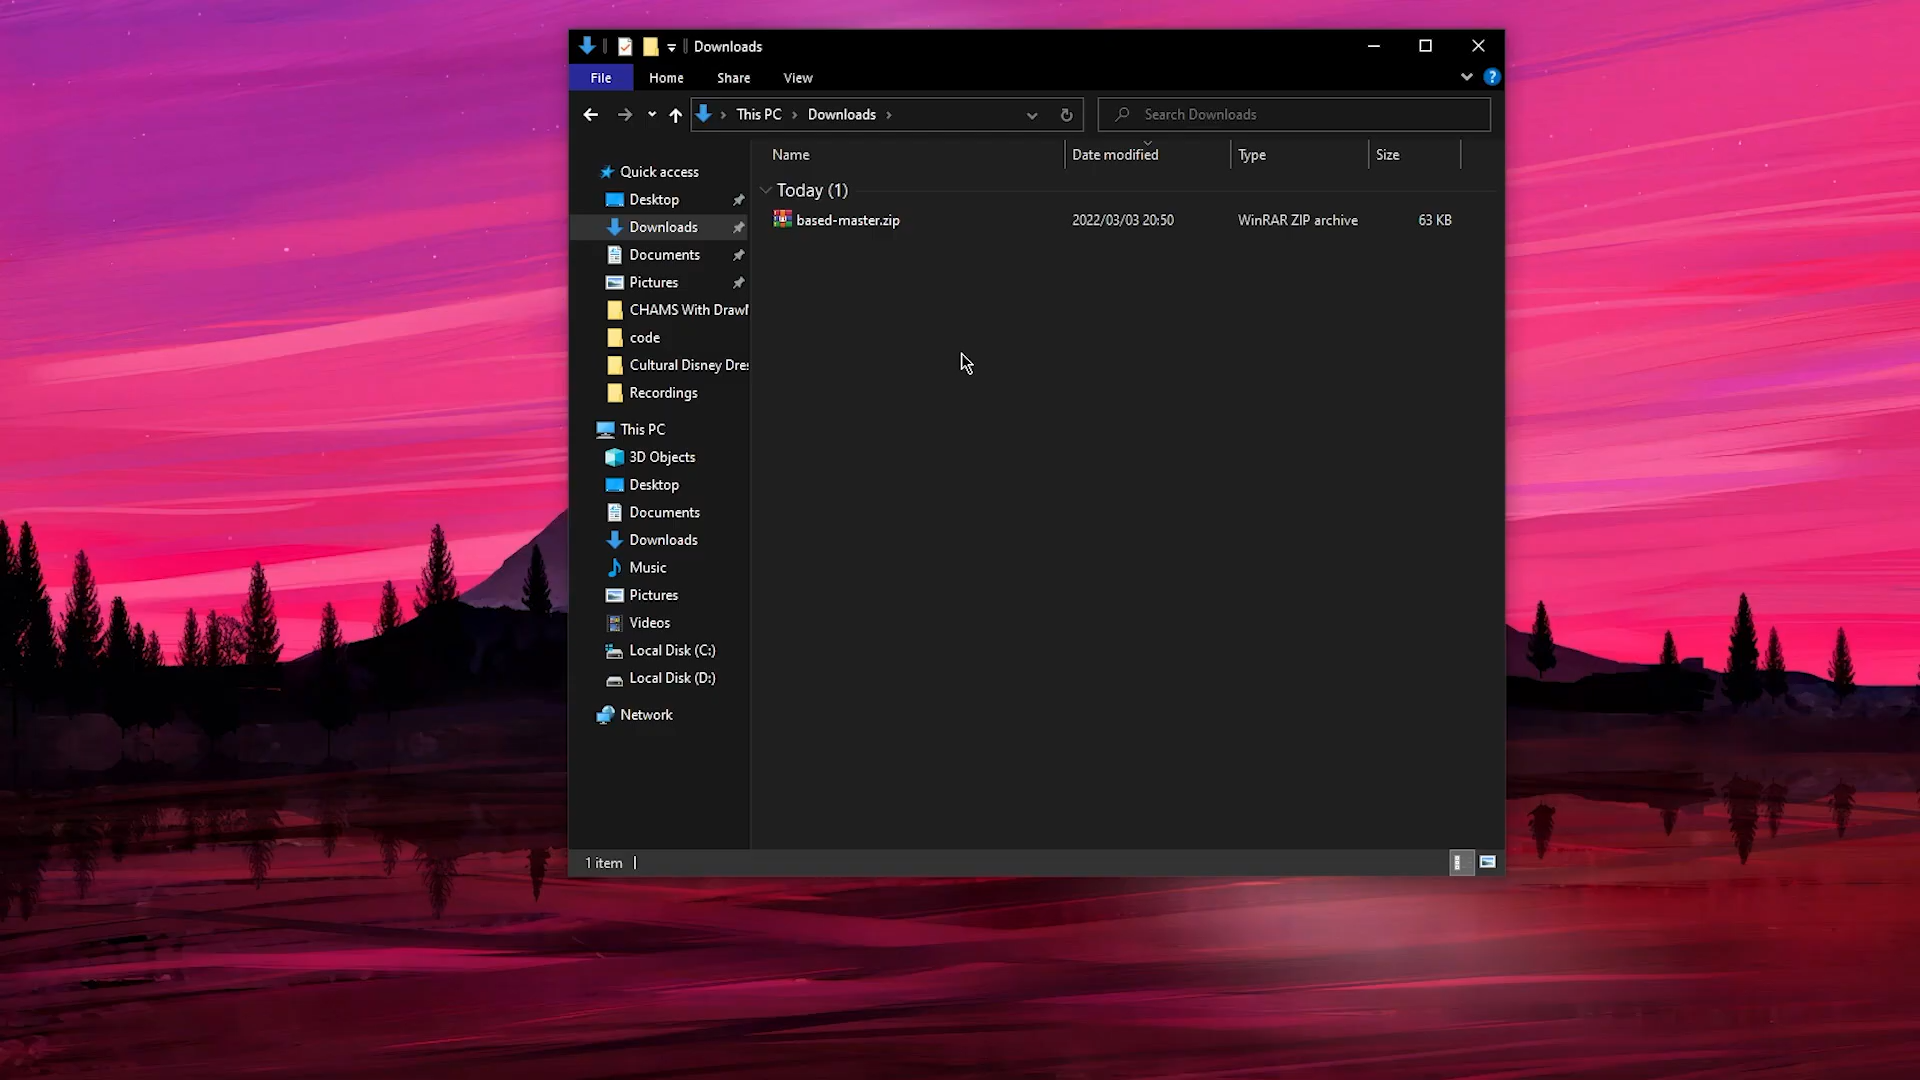 Downloads
File Home Share View
This PC Downloads
Search Downloads
Name Date modified Type Size
Today (1)
based-master.zip 2022/03/03 20:50 WinRAR ZIP archive 63 KB
Quick access
Desktop
Downloads
Documents
Pictures
CHAMS With Draw
code
Cultural Disney Dre
Recordings
This PC
3D Objects
Desktop
Documents
Downloads
Music
Pictures
Videos
Local Disk (C:)
Local Disk (D:)
Network
1 item